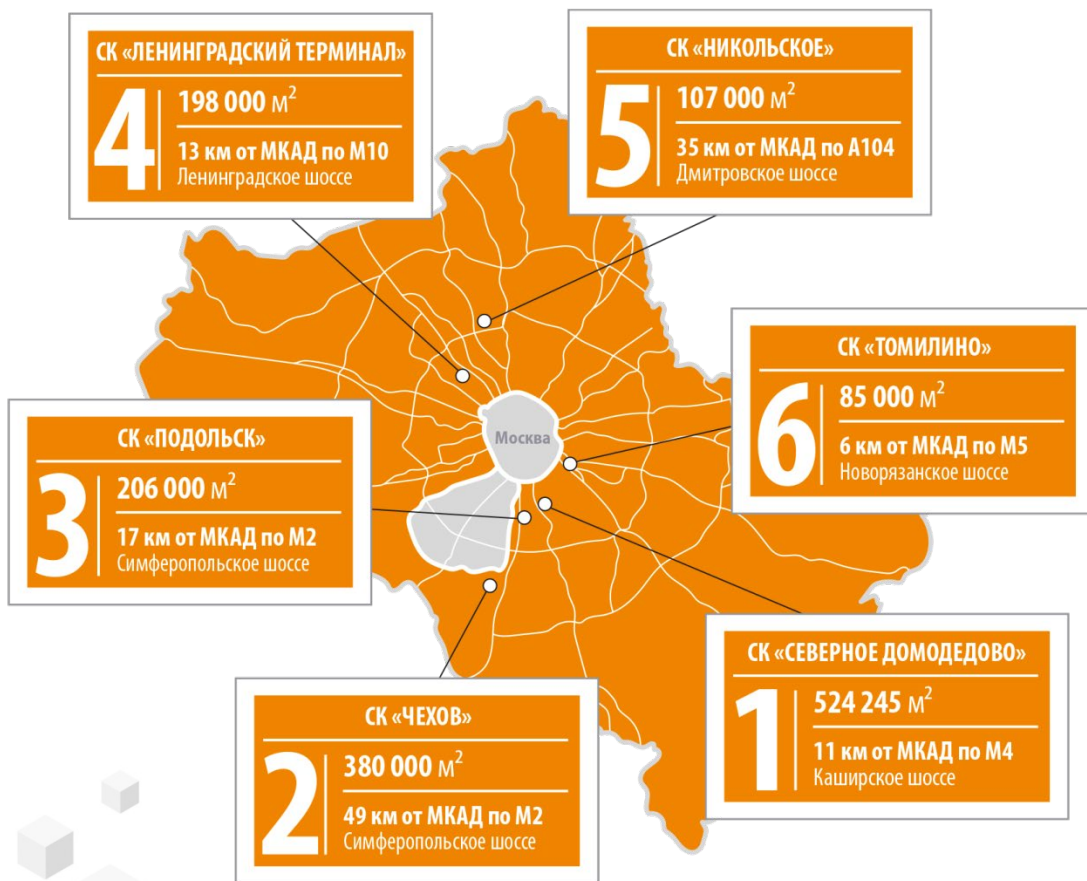 СК «ЛЕНИНГРАДСКИЙ ТЕРМИНАЛ»
4
198 000 м²
13 км от МКАД по М10
Ленинградское шоссе
СК «НИКОЛЬСКОЕ»
5
107 000 м²
35 км от МКАД по А104
Дмитровское шоссе
СК «ТОМИЛИНО»
6
85 000 м²
6 км от МКАД по М5
Новорязанское шоссе
Москва
СК «ПОДОЛЬСК»
3
206 000 м²
17 км от МКАД по М2
Симферопольское шоссе
СК «СЕВЕРНОЕ ДОМОДЕДОВО»
1
524 245 м²
11 км от МКАД по М4
Каширское шоссе
СК «ЧЕХОВ»
2
380 000 м²
49 км от МКАД по М2
Симферопольское шоссе